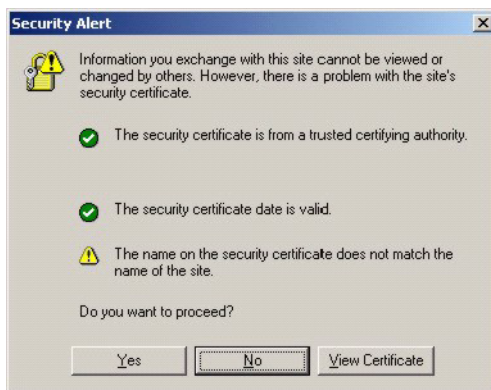 Security Alert
Information you exchange with this site cannot be viewed or
changed by others. However, there is a problem with the site's
security certificate.
The security certificate is from a trusted certifying authority.
The security certificate date is valid.
The name on the security certificate does not match the
name of the site.
Do you want to proceed?
Yes
No
View Certificate